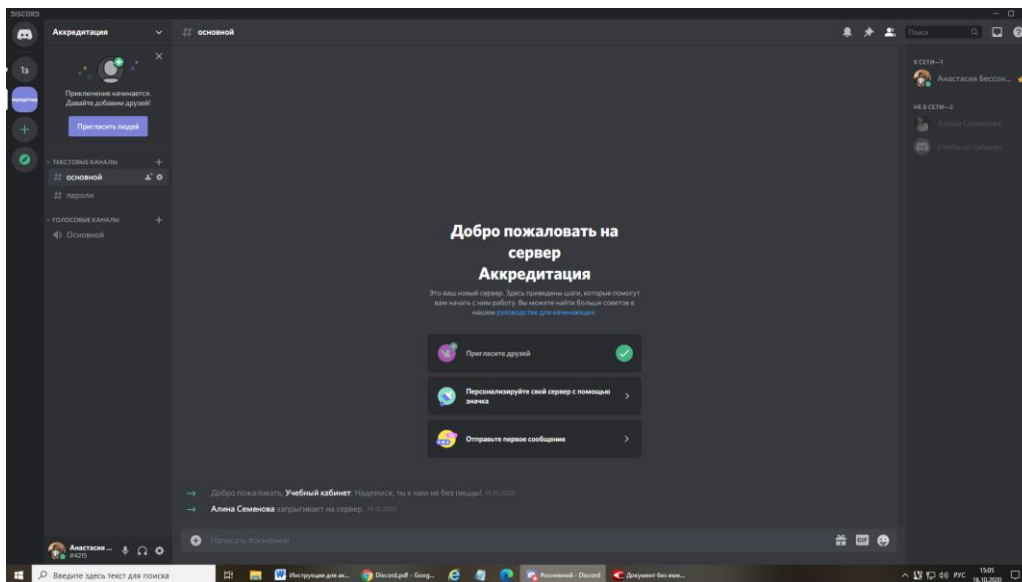 DISCORD
Аккредитация
# основной
Поиск
1з
Приключение начинается.
Давайте добавим друзей!
Пригласить людей
ТЕКСТОВЫЕ КАНАЛЫ
# основной
# пароли
ГОЛОСОВЫЕ КАНАЛЫ
Основной
Добро пожаловать на
сервер
Аккредитация
Это ваш новый сервер. Здесь приведены шаги, которые помогут
вам начать с ним работу. Вы можете найти больше советов в
нашем руководстве для начинающих.
Пригласите друзей
Персонализируйте свой сервер с помощью
значка
Отправьте первое сообщение
Добро пожаловать, Учебный кабинет. Надеемся, ты к нам не без пиццы! 14.10.2020
Алина Семенова запрыгивает на сервер. 14.10.2020
Написать #основной
GIF
В СЕТИ—1
Анастасия Бессон...
НЕ В СЕТИ—2
Алина Семенова
Учебный кабинет
Анастасия ...
#4215
Введите здесь текст для поиска
Инструкция для ак...
Discord.pdf - Goog...
#основной - Discord
Документ без име...
РУС
15:05
16.10.2020